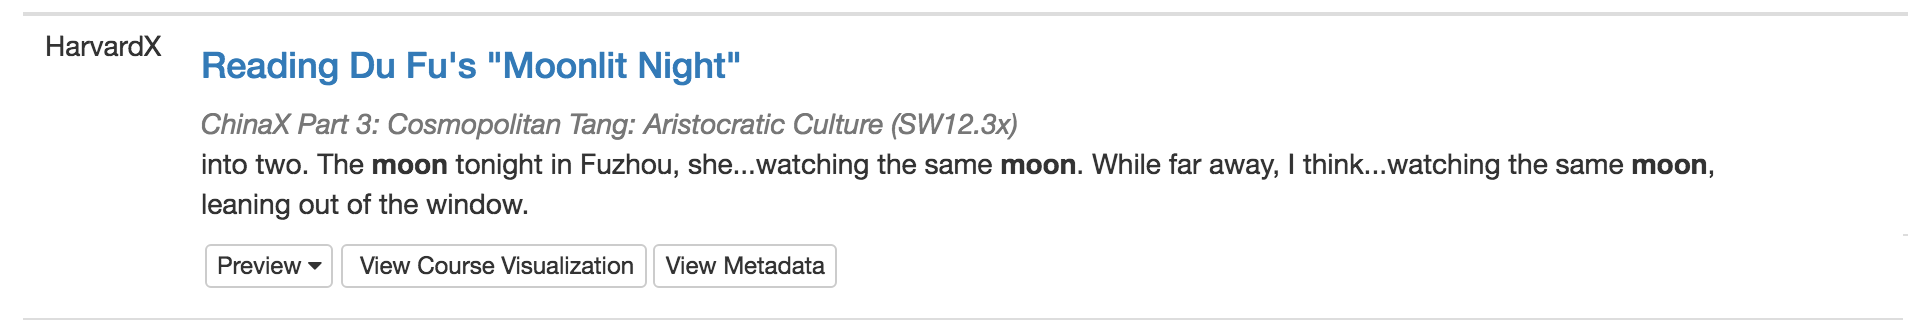 HarvardX
Reading Du Fu's "Moonlit Night"
ChinaX Part 3: Cosmopolitan Tang: Aristocratic Culture (SW12.3x)
into two. The moon tonight in Fuzhou, she...watching the same moon. While far away, I think...watching the same moon,
leaning out of the window.
Preview View Course Visualization View Metadata